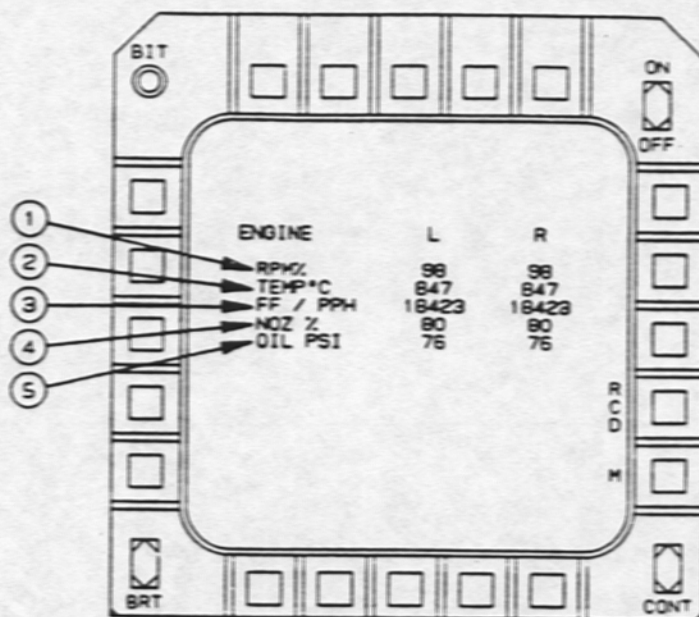 BIT
ON
OFF
ENGINE L R
1 RPM% 98 98
2 TEMP°C 847 847
3 FF / PPH 18423 18423
4 NOZ % 80 80
5 OIL PSI 76 76
RCD
M
BRT
CONT